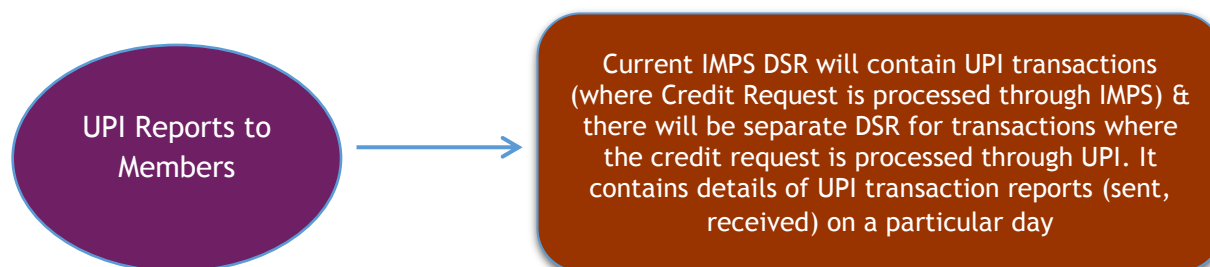 UPI Reports to
Members
Current IMPS DSR will contain UPI transactions
(where Credit Request is processed through IMPS) &
there will be separate DSR for transactions where
the credit request is processed through UPI. It
contains details of UPI transaction reports (sent,
received) on a particular day